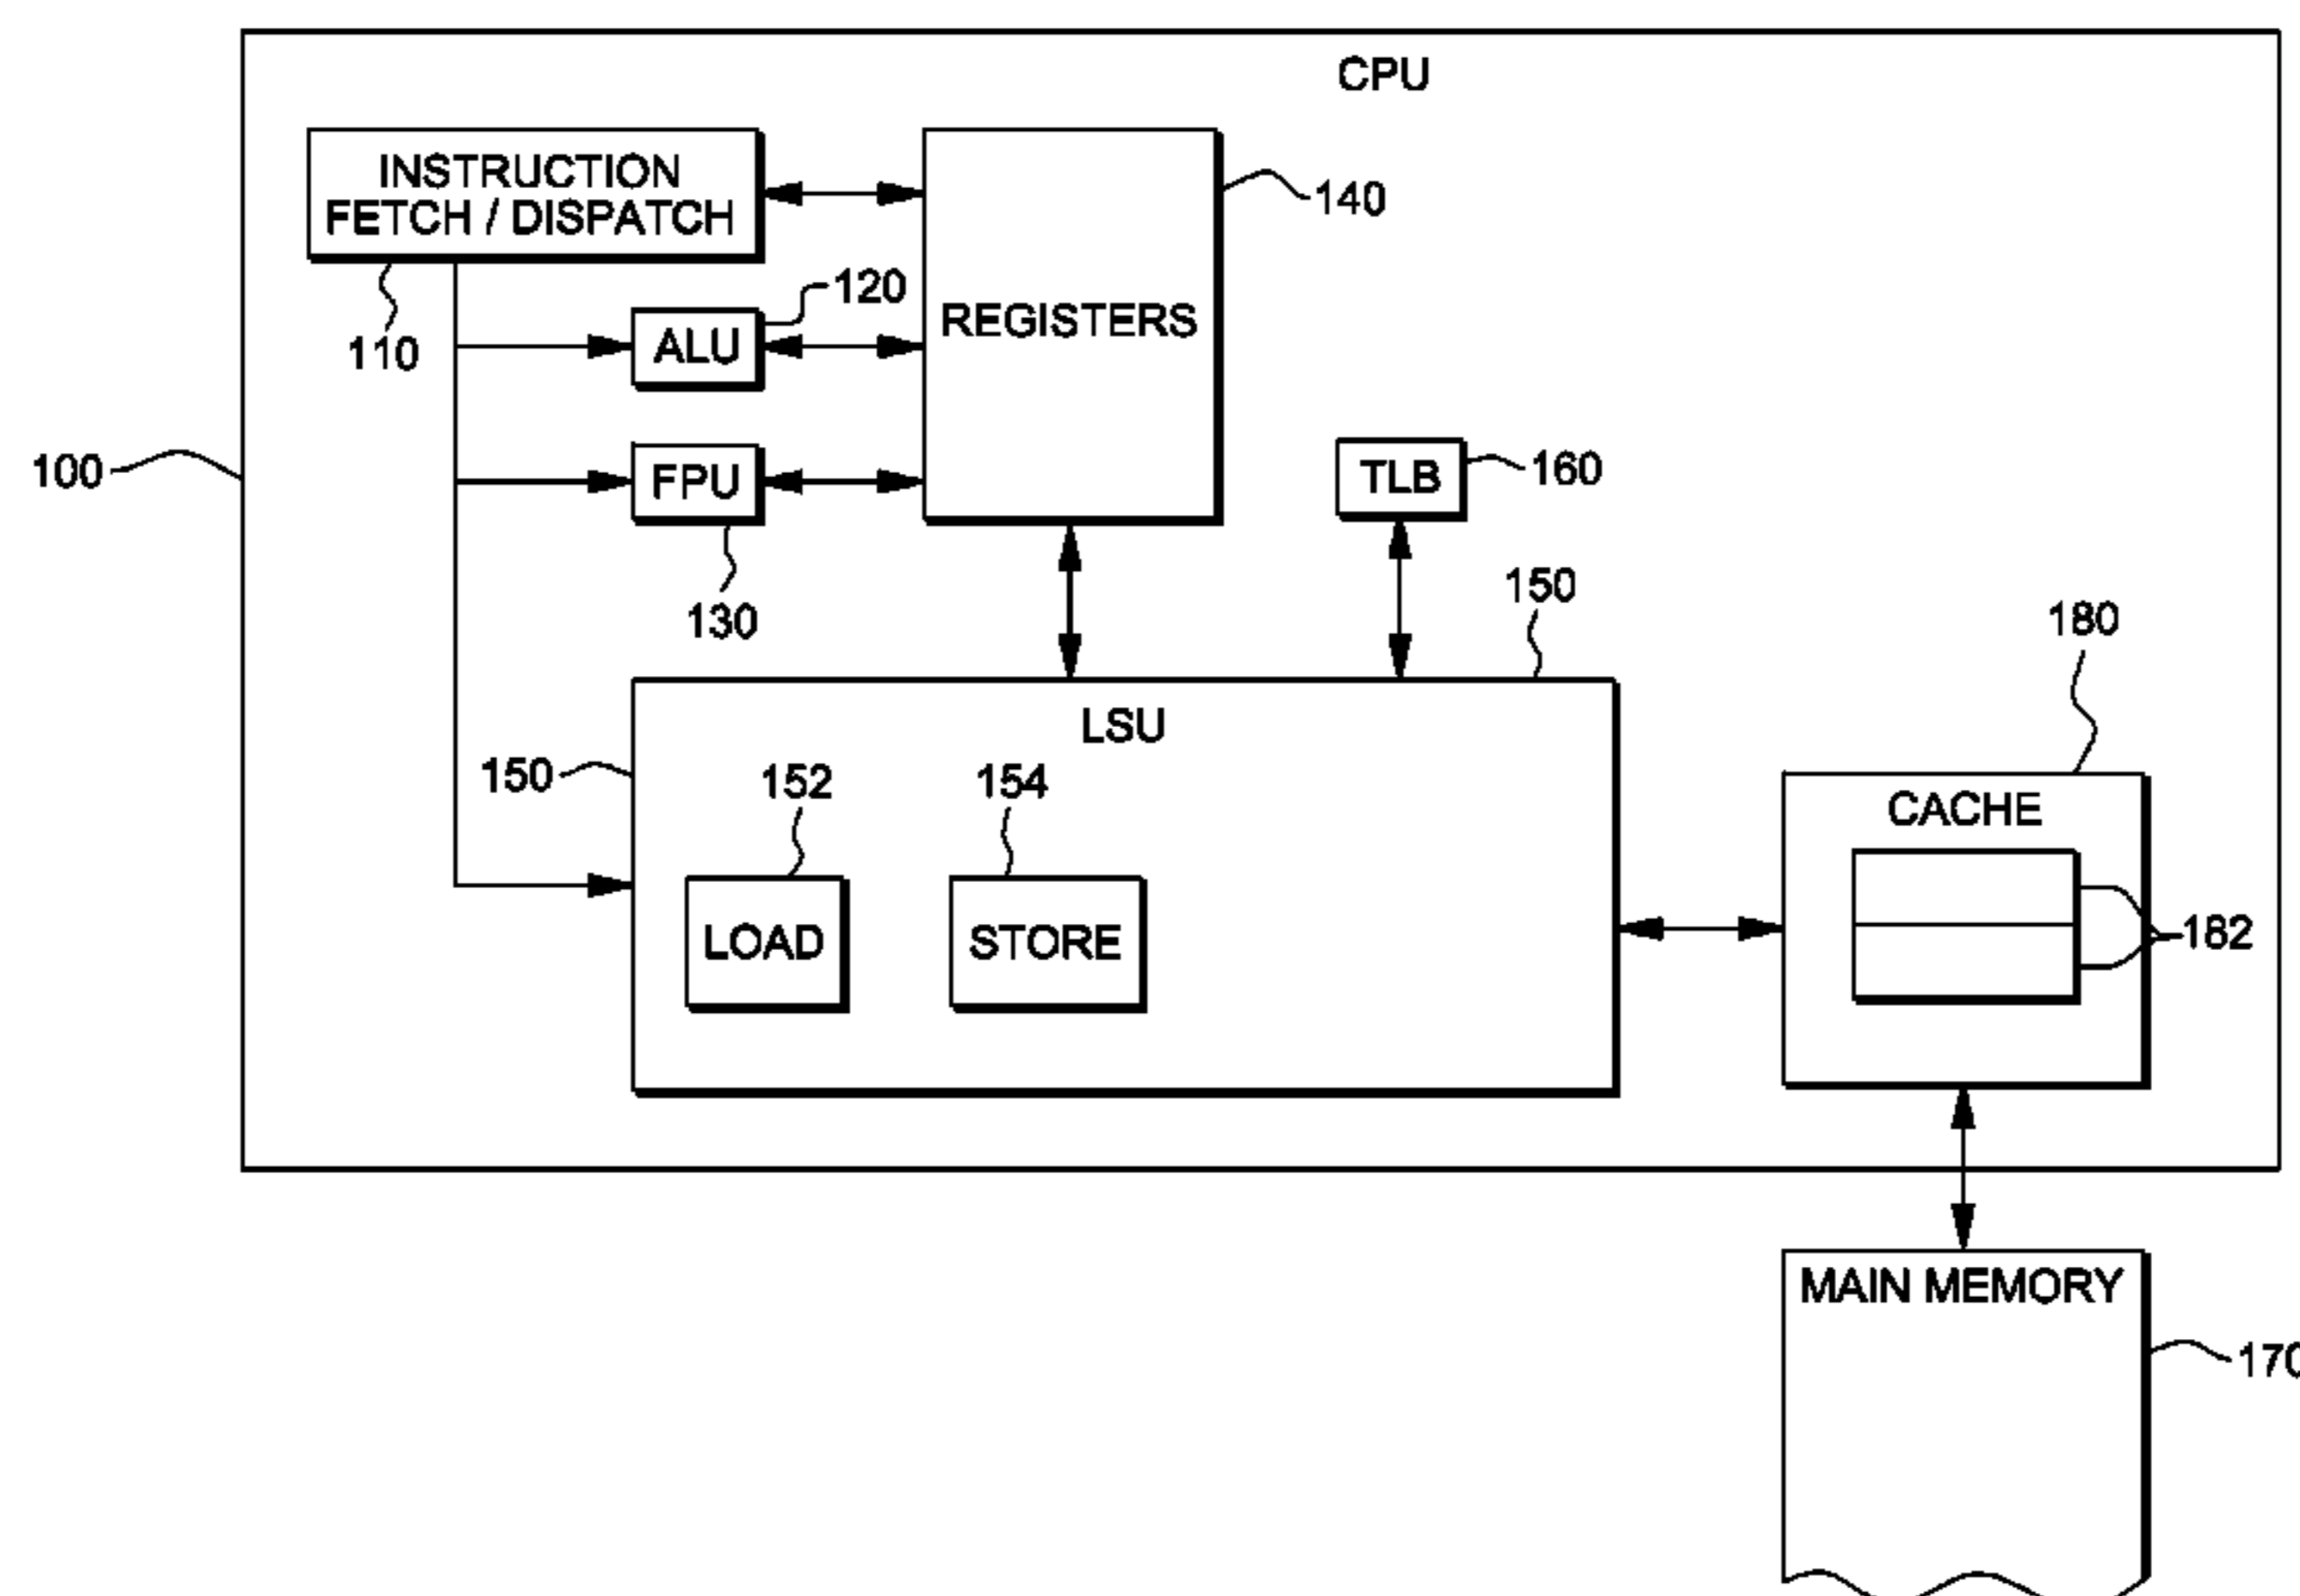 CPU
INSTRUCTION
FETCH / DISPATCH
140
120
REGISTERS
110
ALU
100
FPU
TLB
160
130
150
180
LSU
150
152
154
CACHE
LOAD
STORE
182
MAIN MEMORY
170